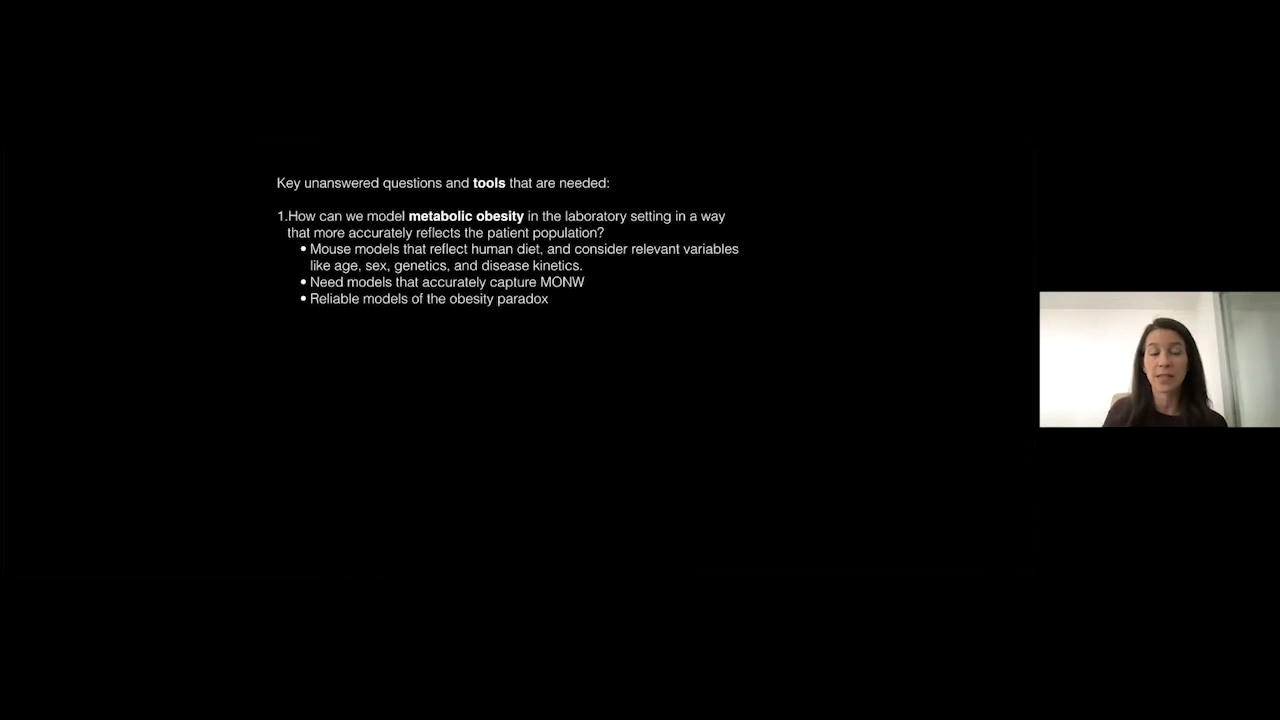 Key unanswered questions and tools that are needed:
1.How can we model metabolic obesity in the laboratory setting in a way
that more accurately reflects the patient population?
• Mouse models that reflect human diet, and consider relevant variables
like age, sex, genetics, and disease kinetics.
• Need models that accurately capture MONW
• Reliable models of the obesity paradox